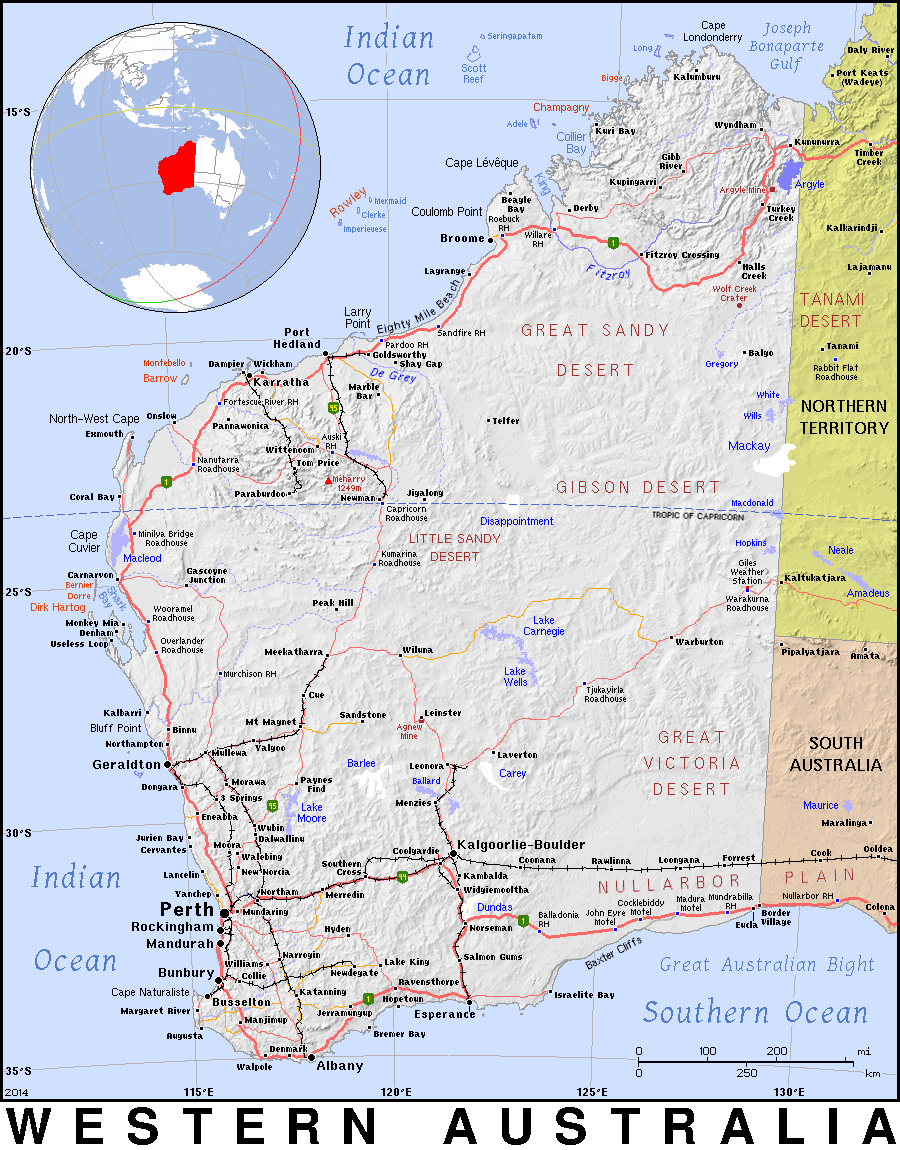 Indian
Ocean
Seringapatam
Scott
Reef
Long
Cape
Londonderry
Joseph
Bonaparte
Gulf
Daly River
Port Keats
(Wadeye)
Bigge
Kalumburu
15°S
Champagny
Adele
Collier
Bay
Kuri Bay
Wyndham
Kununurra
Timber
Creek
Cape Lévêque
Gibb
River
Kupingarri
Argyle Mine
Argyle
King
Rowley
Mermaid
Clerke
Imperieuse
Beagle
Bay
Derby
Coulomb Point
Roebuck
RH
Willare
RH
Turkey
Creek
Kalkarindji
Broome
1
Fitzroy Crossing
Fitzroy
Halls
Creek
Lajamanu
Lagrange
Wolf Creek
Crater
TANAMI
DESERT
Eighty Mile Beach
Larry
Point
Sandfire RH
GREAT SANDY
DESERT
Port
Hedland
Pardoo RH
Goldsworthy
Shay Gap
20°S
Montebello
Barrow
Dampier
Wickham
Karratha
De Grey
Marble
Bar
Gregory
Balgo
Tanami
Rabbit Flat
Roadhouse
Fortescue River RH
95
North-West Cape
Onslow
Exmouth
Pannawonica
Telfer
White
Wills
NORTHERN
TERRITORY
Auski
RH
Wittenoom
Tom Price
Mackay
Nanutarra
Roadhouse
Meharry
1249m
1
Paraburdoo
Newman
Jigalong
GIBSON DESERT
Coral Bay
Capricorn
Roadhouse
Macdonald
TROPIC OF CAPRICORN
Disappointment
Cape
Cuvier
Minilya Bridge
Roadhouse
Macleod
LITTLE SANDY
DESERT
Kumarina
Roadhouse
Hopkins
Neale
Giles
Weather
Station
Kaltukatjara
Amadeus
Carnarvon
Gascoyne
Junction
25°S
Bernier
Dorre
Dirk Hartog
Shark
Bay
Wooramel
Roadhouse
Peak Hill
Warakurna
Roadhouse
Monkey Mia
Denham
Useless Loop
Overlander
Roadhouse
Lake
Carnegie
Warburton
Meekatharra
Wiluna
Pipalyatjara
Amata
Murchison RH
Lake
Wells
Tjukayirla
Roadhouse
Cue
Kalbarri
Bluff Point
Binnu
Mt Magnet
Sandstone
Leinster
Agnew
Mine
Northampton
Mullewa
Yalgoo
GREAT
VICTORIA
DESERT
SOUTH
AUSTRALIA
Geraldton
Laverton
Leonora
Barlee
Ballard
Carey
Dongara
Morawa
Paynes
Find
3 Springs
95
Lake
Moore
Menzies
Maurice
Maralinga
Eneabba
Wubin
Dalwallinu
30°S
Jurien Bay
Cervantes
Moora
Walebing
Coolgardie
Kalgoorlie-Boulder
Southern
Cross
Coonana
Rawlinna
Loongana
Forrest
Cook
Ooldea
Indian
Lancelin
New Norcia
94
Kambalda
NULLARBOR PLAIN
Yanchep
Northam
Merredin
Widgiemooltha
Perth
Mundaring
Dundas
1
Balladonia
RH
John Eyre
Motel
Cocklebiddy
Motel
Madura
Motel
Mundrabilla
RH
Nullarbor RH
Colona
Rockingham
Mandurah
Hyden
Norseman
Eucla
Border
Village
Baxter Cliffs
Ocean
Narrogin
Williams
Lake King
Salmon Gums
Great Australian Bight
Bunbury
Collie
Newdegate
Ravensthorpe
Cape Naturaliste
Busselton
Katanning
1
Hopetoun
Israelite Bay
Southern Ocean
Margaret River
Manjimup
Jerramungup
Esperance
Augusta
Bremer Bay
Denmark
Walpole
Albany
0 100 200 mi
0 250 km
35°S
2014
115°S
120°E
125°E
130°E
WESTERN AUSTRALIA